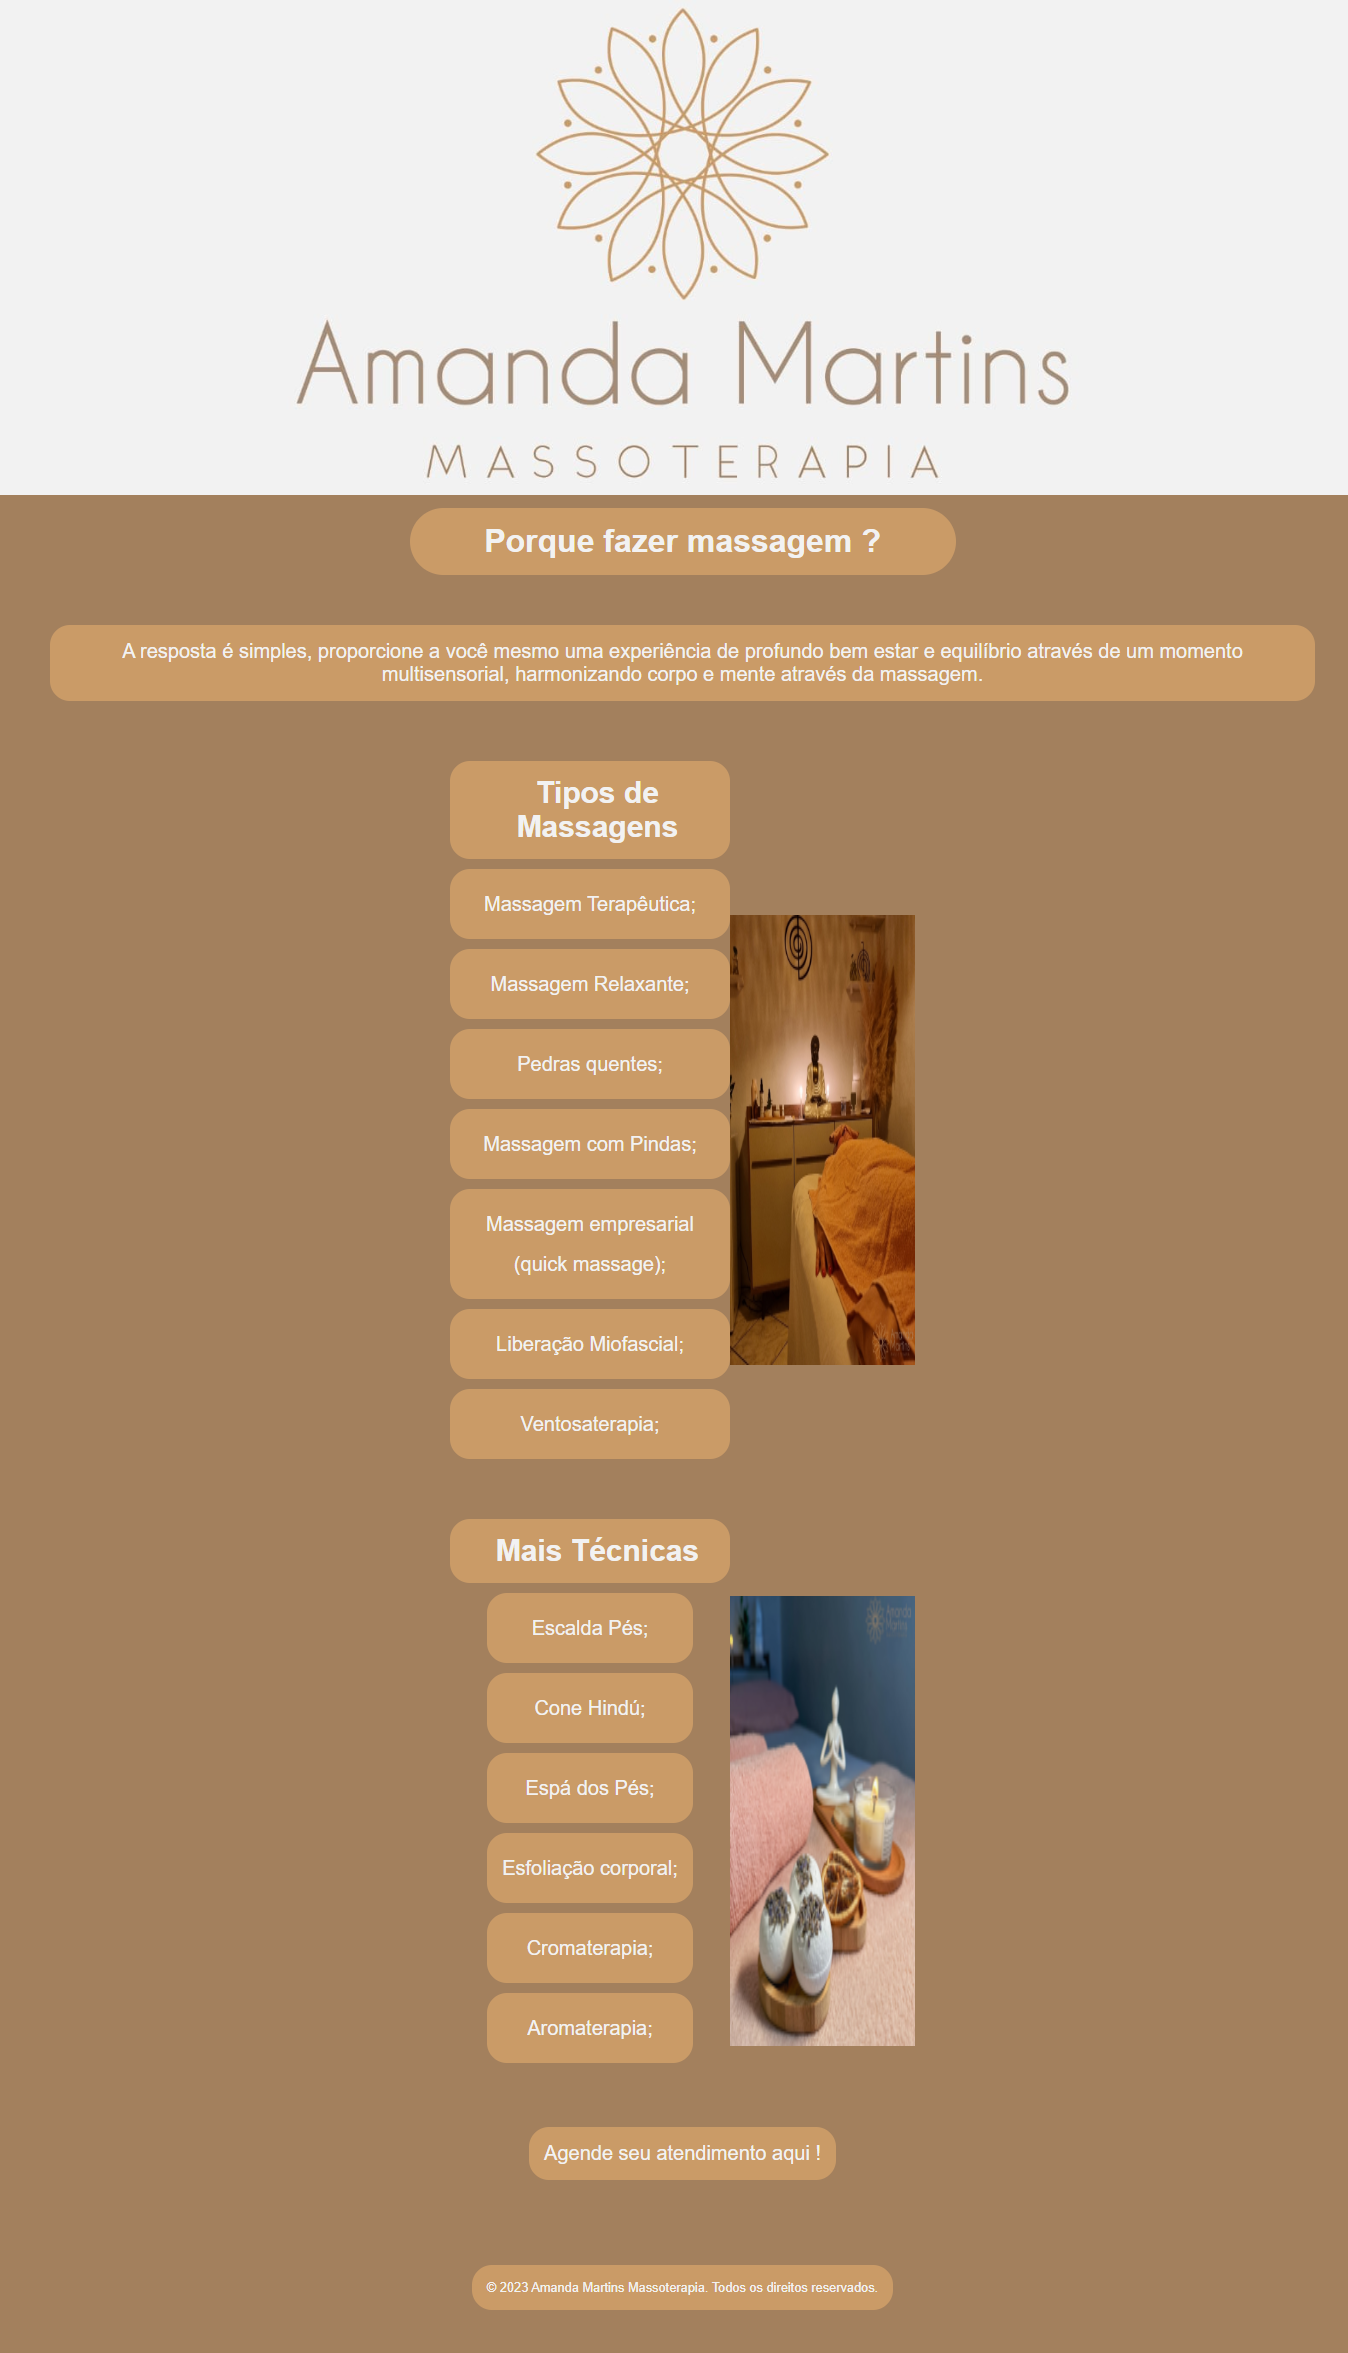 Amanda Martins
MASSOTERAPIA
Porque fazer massagem ?
A resposta é simples, proporcione a você mesmo uma experiência de profundo bem estar e equilíbrio através de um momento
multisensorial, harmonizando corpo e mente através da massagem.
Tipos de
Massagens
Massagem Terapêutica;
Massagem Relaxante;
Pedras quentes;
Massagem com Pindas;
Massagem empresarial
(quick massage);
Liberação Miofascial;
Ventosaterapia;
Mais Técnicas
Escalda Pés;
Cone Hindú;
Espá dos Pés;
Esfoliação corporal;
Cromaterapia;
Aromaterapia;
Amanda
Martins
Agende seu atendimento aqui !
© 2023 Amanda Martins Massoterapia. Todos os direitos reservados.